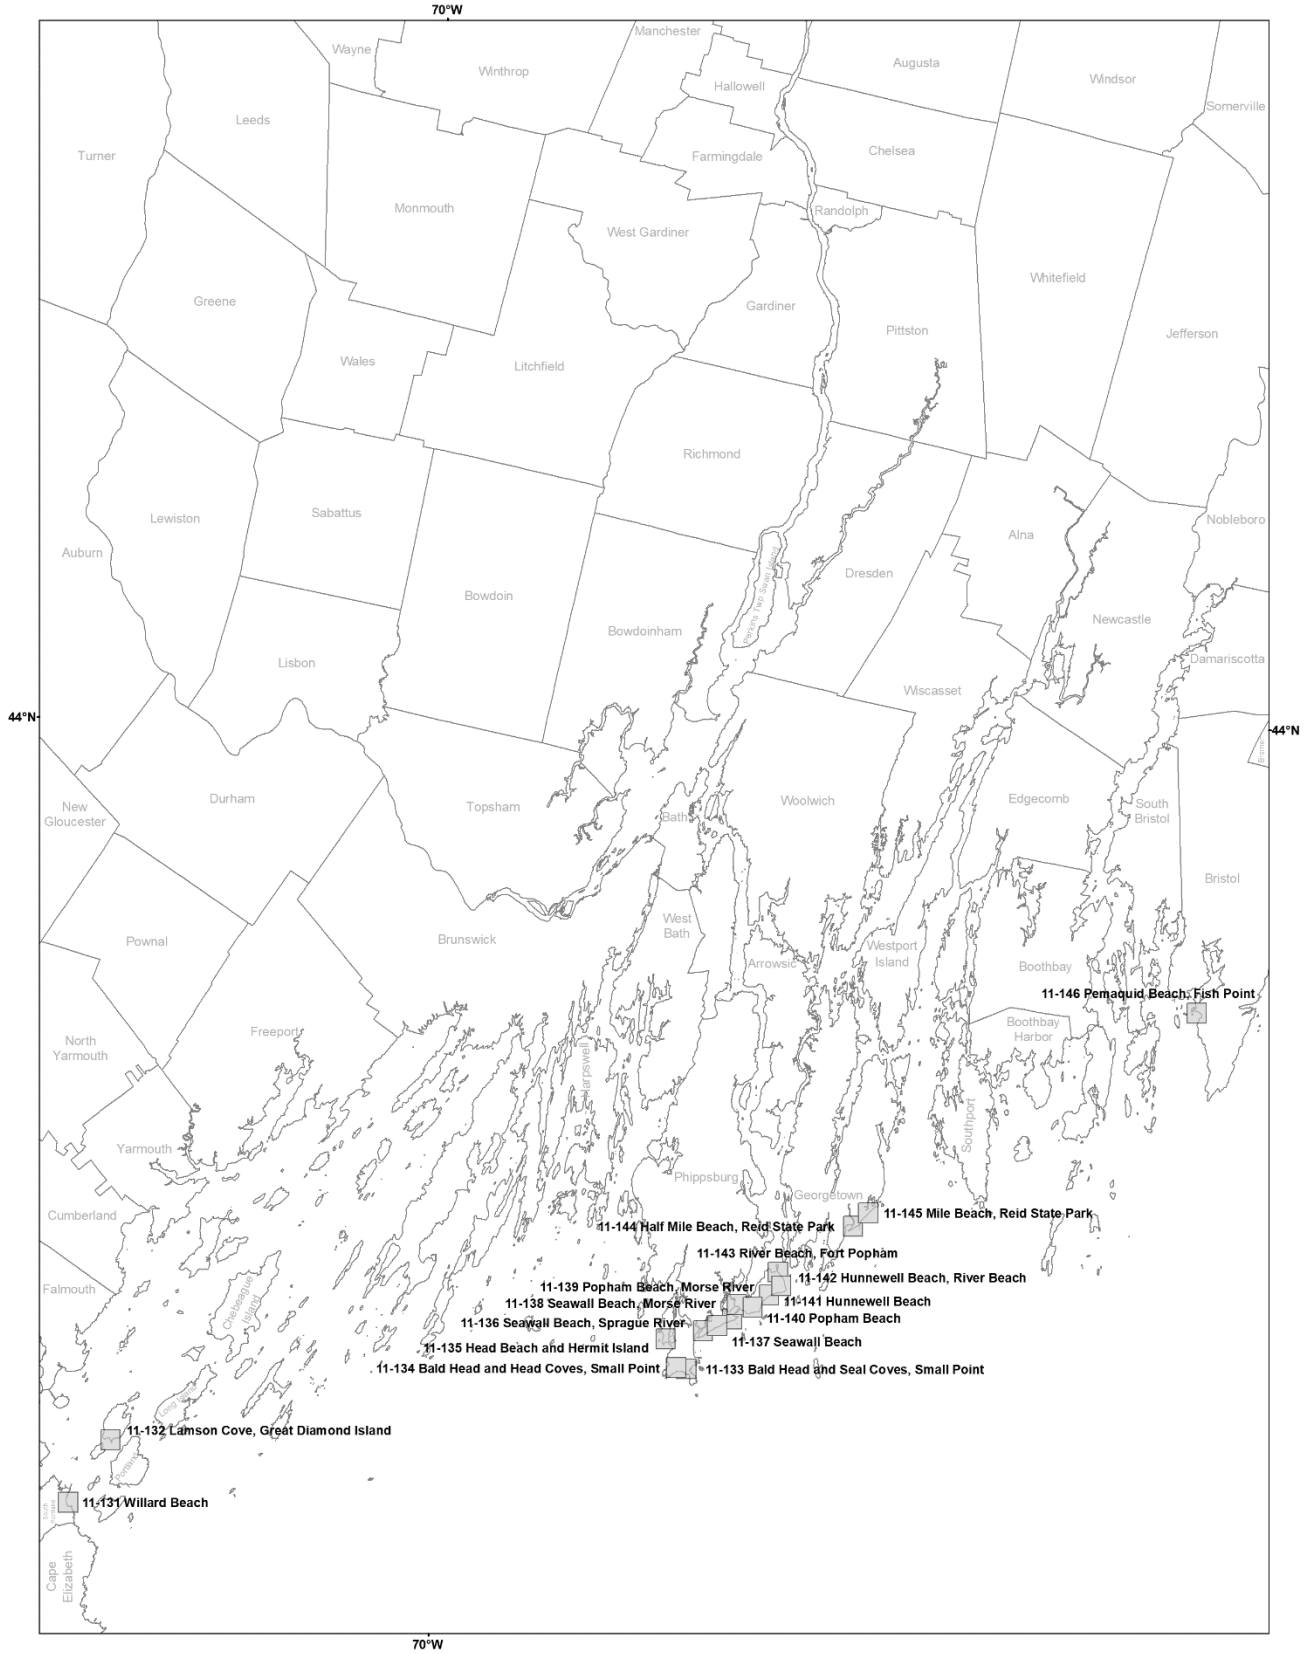 70°W
Wayne
Winthrop
Manchester
Hallowell
Augusta
Windsor
Somerville
Leeds
Turner
Farmingdale
Chelsea
Monmouth
Randolph
West Gardiner
Whitefield
Greene
Gardiner
Pittston
Jefferson
Wales
Litchfield
Richmond
Lewiston
Sabattus
Nobleboro
Alna
Auburn
Dresden
Bowdoin
Perkins Twp Swan Island
Newcastle
Bowdoinham
Lisbon
Damariscotta
Wiscasset
44°N
44°N
Breme
Durham
Topsham
Woolwich
Edgecomb
New
Gloucester
South
Bristol
Bath
Bristol
West
Bath
Pownal
Brunswick
Westport
Island
Arrowsic
Boothbay
11-146 Pemaquid Beach, Fish Point
Freeport
Boothbay
Harbor
North
Yarmouth
Harpswell
Southport
Yarmouth
Phippsburg
Georgetown
Cumberland
11-145 Mile Beach, Reid State Park
11-144 Half Mile Beach, Reid State Park
11-143 River Beach, Fort Popham
11-142 Hunnewell Beach, River Beach
Falmouth
11-139 Popham Beach, Morse River
Chebeague
Island
11-138 Seawall Beach, Morse River
11-141 Hunnewell Beach
11-140 Popham Beach
11-136 Seawall Beach, Sprague River
11-137 Seawall Beach
11-135 Head Beach and Hermit Island
11-134 Bald Head and Head Coves, Small Point
11-133 Bald Head and Seal Coves, Small Point
Long Island
11-132 Lamson Cove, Great Diamond Island
Portland
11-131 Willard Beach
South
Portland
Cape
Elizabeth
70°W